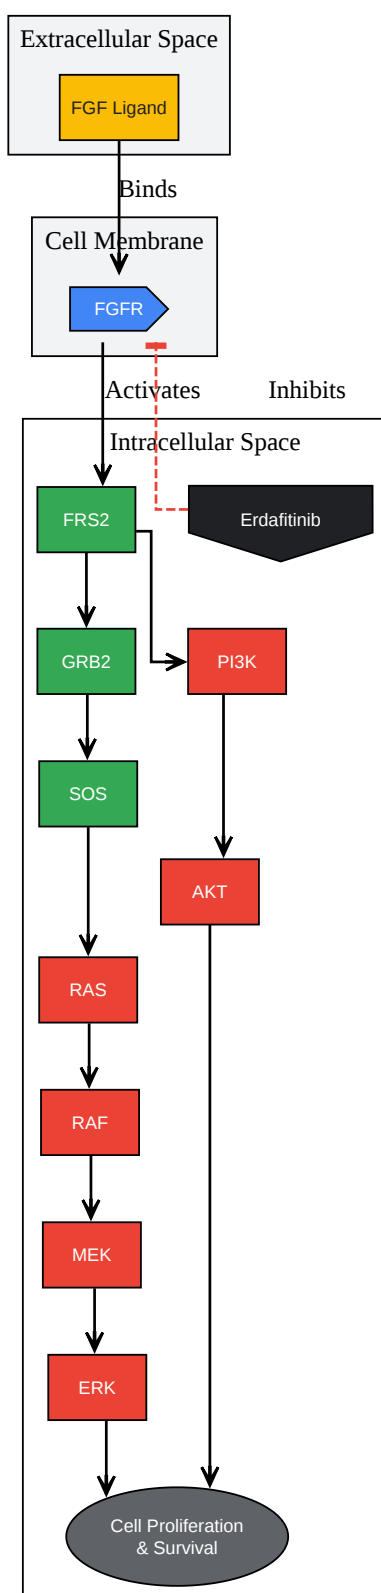 Extracellular Space
FGF Ligand
Binds
Cell Membrane
FGFR
Activates
Inhibits
Intracellular Space
FRS2
Erdafitinib
GRB2
PI3K
SOS
AKT
RAS
RAF
MEK
ERK
Cell Proliferation
& Survival